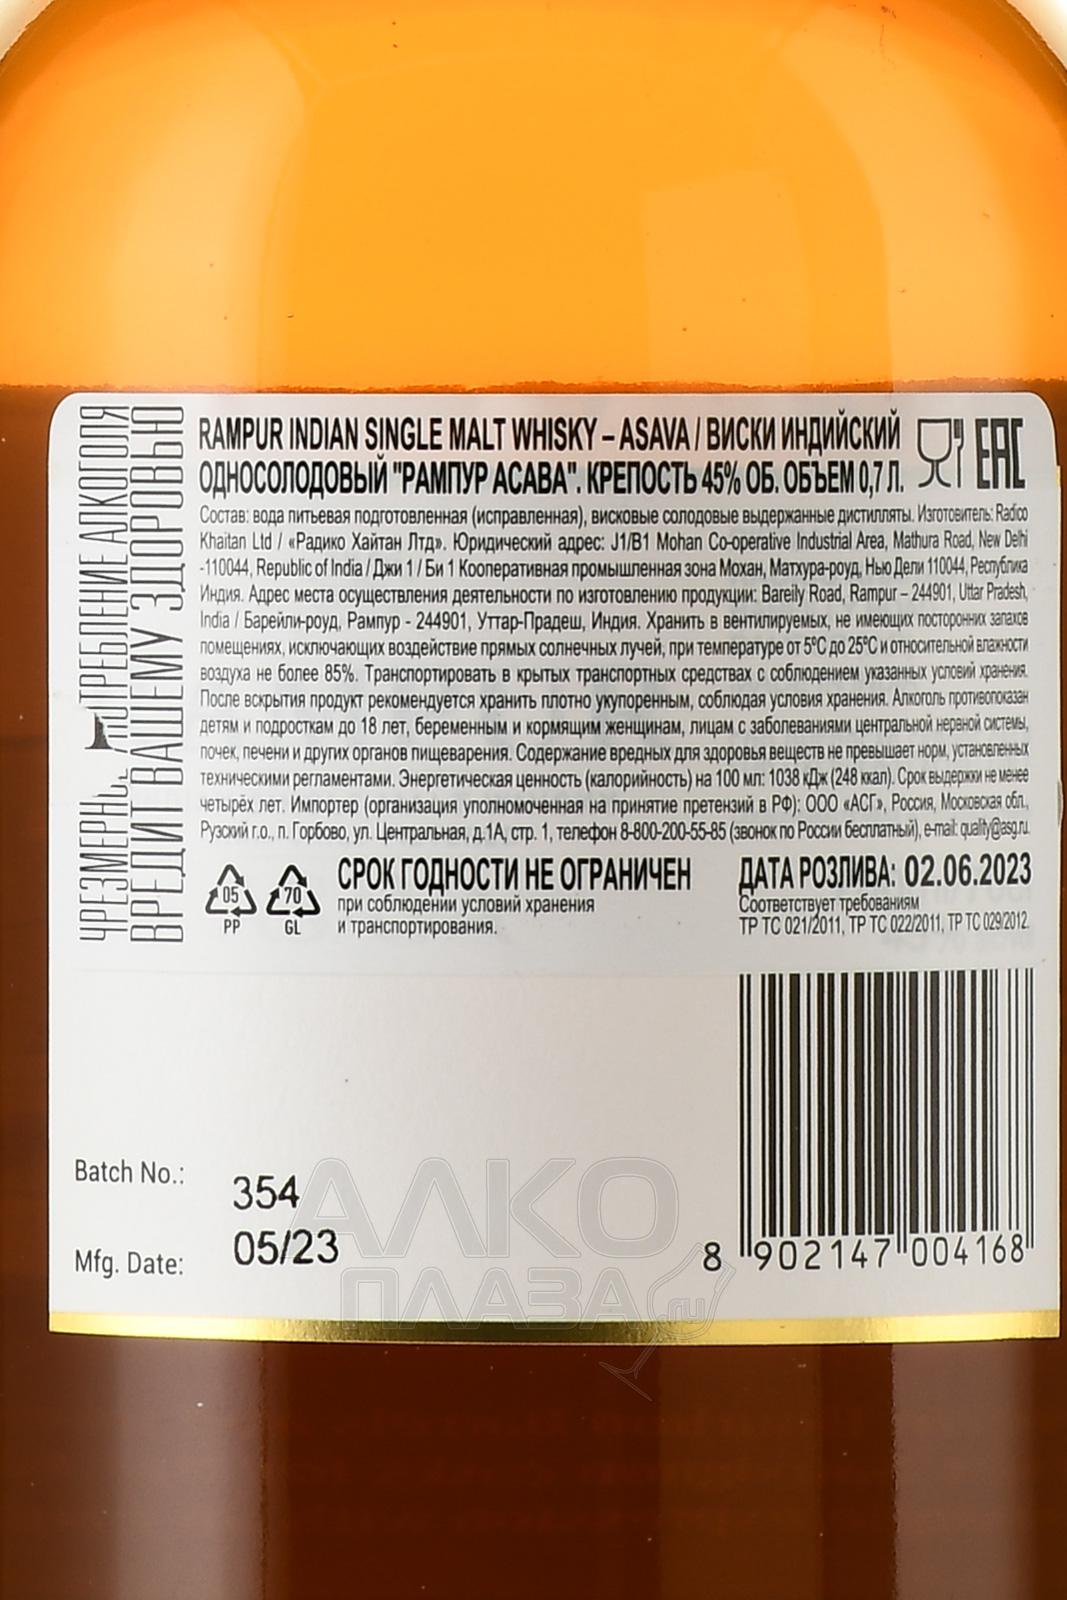 RAMPUR INDIAN SINGLE MALT WHISKY – ASAVA / ВИСКИ ИНДИЙСКИЙ
ОДНОСОЛОДОВЫЙ "РАМПУР АСАВА". КРЕПОСТЬ 45% ОБ. ОБЪЕМ 0,7 Л.
EAC
Состав: вода питьевая подготовленная (исправленная), висковые солодовые выдержанные дистилляты. Изготовитель: Radico
Khaitan Ltd / «Радико Хайтан Лтд». Юридический адрес: J1/B1 Mohan Co-operative Industrial Area, Mathura Road, New Delhi
-110044, Republic of India / Джи 1 / Би 1 Кооперативная промышленная зона Мохан, Матхура-роуд, Нью Дели 110044, Республика
Индия. Адрес места осуществления деятельности по изготовлению продукции: Bareily Road, Rampur – 244901, Uttar Pradesh,
India / Барейли-роуд, Рампур - 244901, Уттар-Прадеш, Индия. Хранить в вентилируемых, не имеющих посторонних запахов
помещениях, исключающих воздействие прямых солнечных лучей, при температуре от 5°С до 25°С и относительной влажности
воздуха не более 85%. Транспортировать в крытых транспортных средствах с соблюдением указанных условий хранения.
После вскрытия продукт рекомендуется хранить плотно укупоренным, соблюдая условия хранения. Алкоголь противопоказан
детям и подросткам до 18 лет, беременным и кормящим женщинам, лицам с заболеваниями центральной нервной системы,
почек, печени и других органов пищеварения. Содержание вредных для здоровья веществ не превышает норм, установленных
техническими регламентами. Энергетическая ценность (калорийность) на 100 мл: 1038 кДж (248 ккал). Срок выдержки не менее
четырёх лет. Импортер (организация уполномоченная на принятие претензий в РФ): ООО «АСГ», Россия, Московская обл.,
Рузский г.о., п. Горбово, ул. Центральная, д.1А, стр. 1, телефон 8-800-200-55-85 (звонок по России бесплатный), e-mail: quality@asg.ru.
05
PP
70
GL
СРОК ГОДНОСТИ НЕ ОГРАНИЧЕН
при соблюдении условий хранения
и транспортирования.
ДАТА РОЗЛИВА: 02.06.2023
Соответствует требованиям
ТР ТС 021/2011, ТР ТС 022/2011, ТР ТС 029/2012.
ПОТРЕБЛЕНИЕ АЛКОГОЛЯ
ВРЕДИТ ВАШЕМУ ЗДОРОВЬЮ
Batch No.: 354
Mfg. Date: 05/23
8 902147 004168
АЛКО
ПЛАЗА.ru